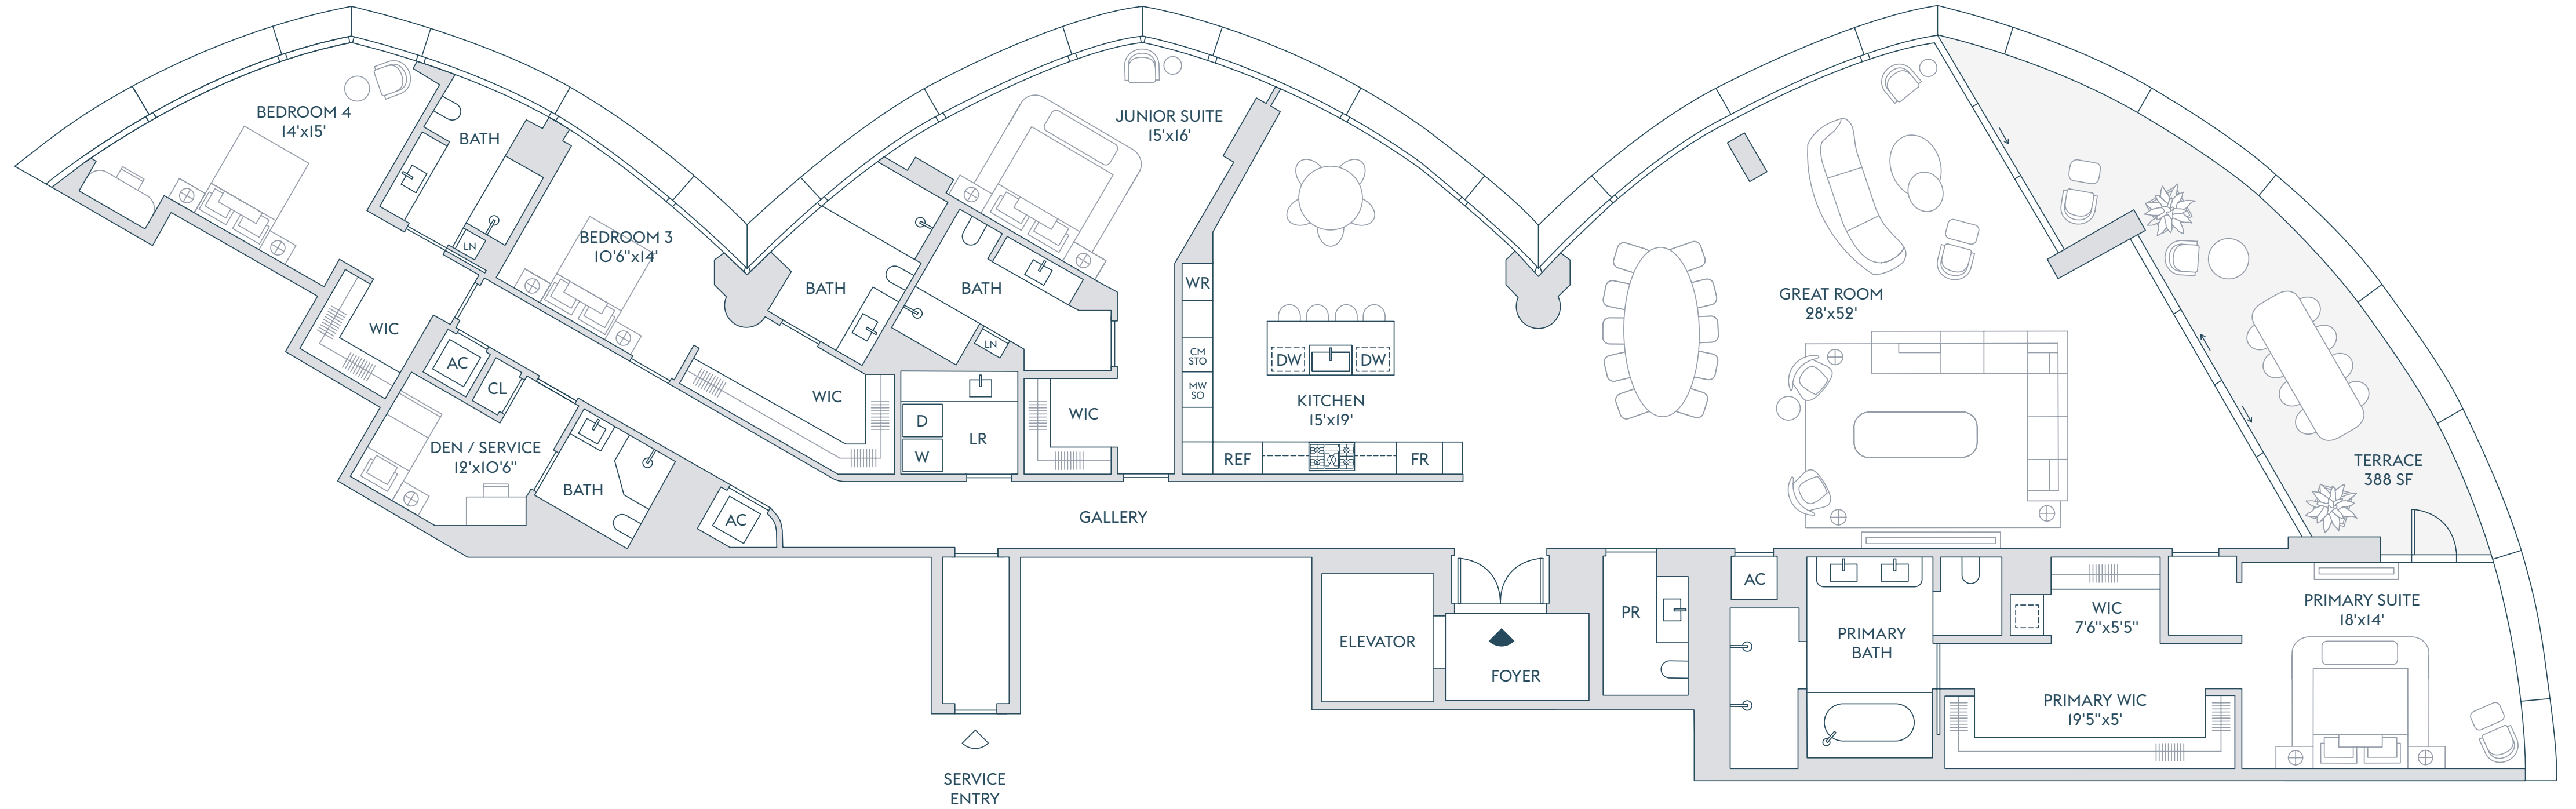 BEDROOM 4
14'x15'
BATH
LN
BEDROOM 3
10'6"x14'
WIC
AC
CL
DEN / SERVICE
12'x10'6"
BATH
AC
BATH
WIC
JUNIOR SUITE
15'x16'
BATH
LN
D
W
LR
WIC
WR
CM
STO
MW
SO
REF
FR
DW
DW
KITCHEN
15'x19'
GALLERY
GREAT ROOM
28'x52'
TERRACE
388 SF
SERVICE
ENTRY
ELEVATOR
FOYER
PR
AC
PRIMARY
BATH
WIC
7'6"x5'5"
PRIMARY WIC
19'5"x5'
PRIMARY SUITE
18'x14'